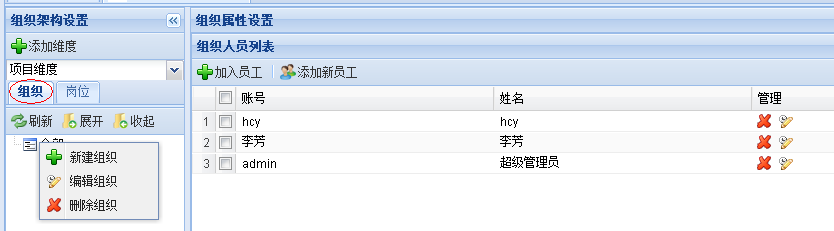 组织架构设置
添加维度
项目维度
组织 岗位
刷新 展开 收起
全部
新建组织
编辑组织
删除组织
组织属性设置
组织人员列表
加入员工 添加新员工
账号 姓名 管理
1 hcy hcy
2 李芳 李芳
3 admin 超级管理员